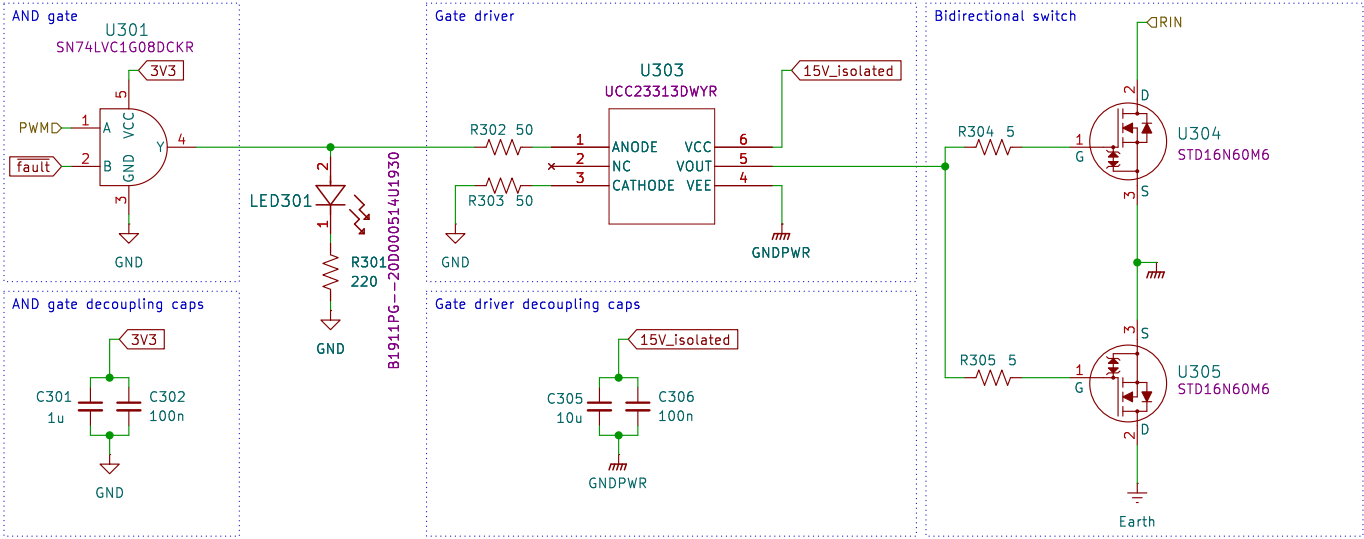 AND gate
U301
SN74LVC1G08DCKR
3V3
5
VCC
PWM
1
A
Y
4
fault
2
B
GND
3
GND
2
LED301
1
R301
220
GND
B1911PG--20D000514U1930
Gate driver
U303
UCC23313DWYR
15V_isolated
R302 50
1
ANODE
VCC
6
2
NC
VOUT
5
3
CATHODE
VEE
4
R303 50
GND
GNDPWR
Bidirectional switch
RIN
2
D
R304 5
1
G
U304
STD16N60M6
3
S
3
S
R305 5
1
G
U305
STD16N60M6
2
D
Earth
AND gate decoupling caps
3V3
C301
1u
C302
100n
GND
Gate driver decoupling caps
15V_isolated
C305
10u
C306
100n
GNDPWR